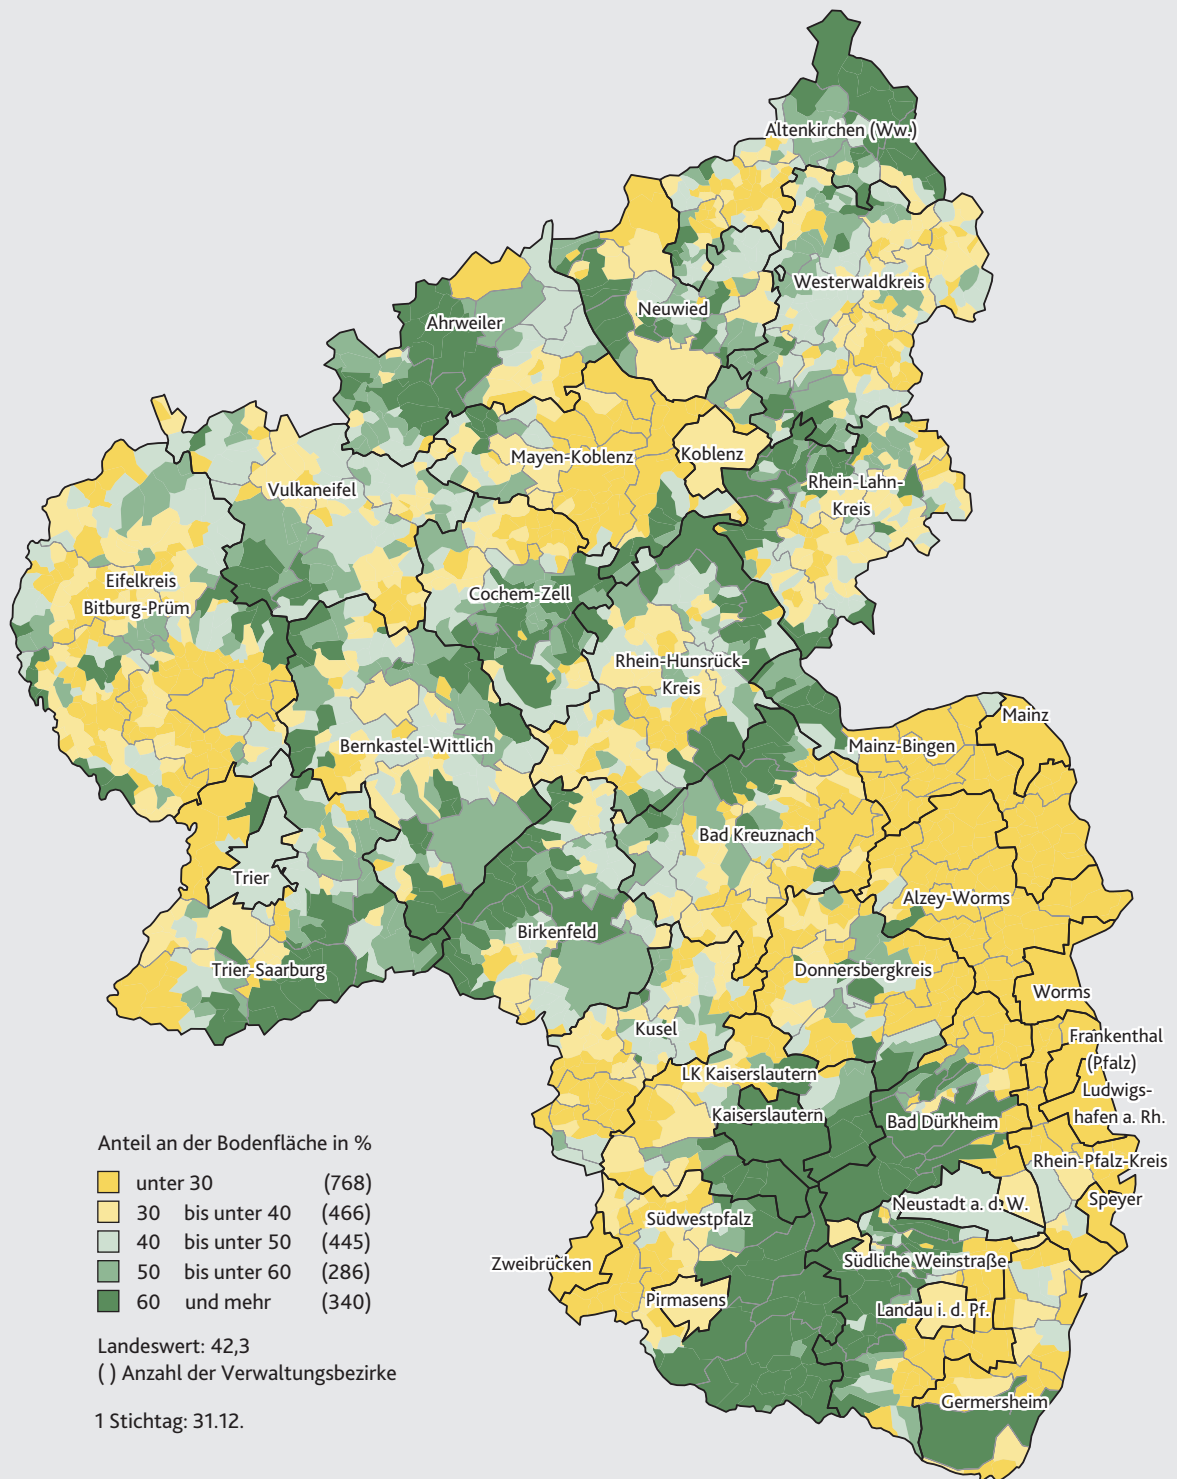 Altenkirchen (Ww.)
Westerwaldkreis
Neuwied
Ahrweiler
Mayen-Koblenz
Koblenz
Rhein-Lahn-
Kreis
Vulkaneifel
Eifelkreis
Bitburg-Prüm
Cochem-Zell
Rhein-Hunsrück-
Kreis
Bernkastel-Wittlich
Mainz
Mainz-Bingen
Bad Kreuznach
Trier
Alzey-Worms
Birkenfeld
Trier-Saarburg
Donnersbergkreis
Worms
Kusel
Frankenthal
(Pfalz)
LK Kaiserslautern
Ludwigs-
hafen a. Rh.
Kaiserslautern
Bad Dürkheim
Rhein-Pfalz-Kreis
Neustadt a. d. W.
Speyer
Südwestpfalz
Zweibrücken
Südliche Weinstraße
Pirmasens
Landau i. d. Pf.
Germersheim
Anteil an der Bodenfläche in %
unter 30 (768)
30 bis unter 40 (466)
40 bis unter 50 (445)
50 bis unter 60 (286)
60 und mehr (340)
Landeswert: 42,3
( ) Anzahl der Verwaltungsbezirke
1 Stichtag: 31.12.